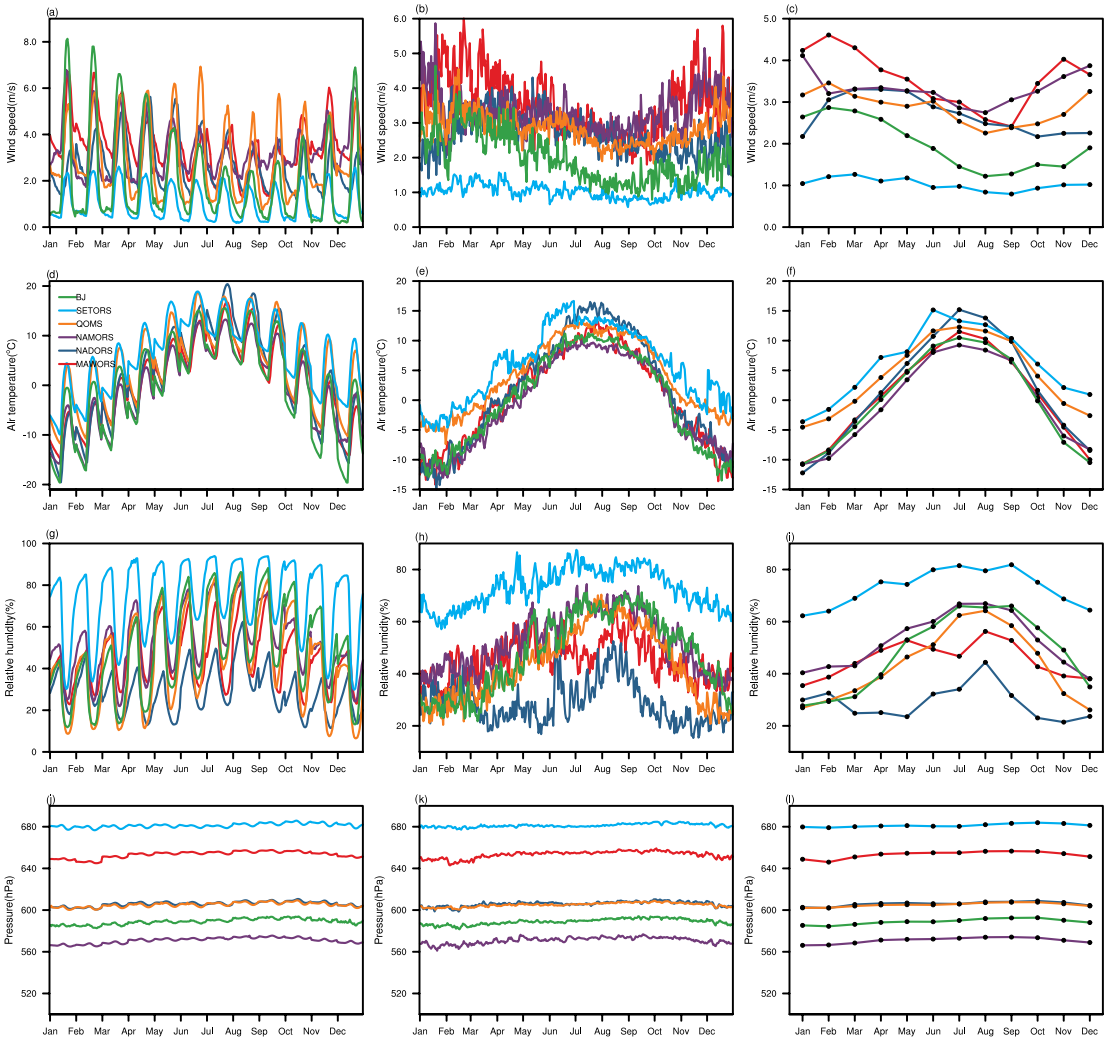 (a)
Wind speed(m/s)
8.0
6.0
4.0
2.0
0.0
Jan Feb Mar Apr May Jun Jul Aug Sep Oct Nov Dec
(b)
Wind speed(m/s)
6.0
5.0
4.0
3.0
2.0
1.0
0.0
Jan Feb Mar Apr May Jun Jul Aug Sep Oct Nov Dec
(c)
Wind speed(m/s)
5.0
4.0
3.0
2.0
1.0
0.0
Jan Feb Mar Apr May Jun Jul Aug Sep Oct Nov Dec
(d)
Air temperature(°C)
20
10
0
-10
-20
BJ
SETORS
QOMS
NAMORS
NADORS
MAWORS
Jan Feb Mar Apr May Jun Jul Aug Sep Oct Nov Dec
(e)
Air temperature(°C)
20
15
10
5
0
-5
-10
-15
Jan Feb Mar Apr May Jun Jul Aug Sep Oct Nov Dec
(f)
Air temperature(°C)
20
15
10
5
0
-5
-10
-15
Jan Feb Mar Apr May Jun Jul Aug Sep Oct Nov Dec
(g)
Relative humidity(%)
100
80
60
40
20
0
Jan Feb Mar Apr May Jun Jul Aug Sep Oct Nov Dec
(h)
Relative humidity(%)
80
60
40
20
Jan Feb Mar Apr May Jun Jul Aug Sep Oct Nov Dec
(i)
Relative humidity(%)
80
60
40
20
Jan Feb Mar Apr May Jun Jul Aug Sep Oct Nov Dec
(j)
Pressure(hPa)
680
640
600
560
520
Jan Feb Mar Apr May Jun Jul Aug Sep Oct Nov Dec
(k)
Pressure(hPa)
680
640
600
560
520
Jan Feb Mar Apr May Jun Jul Aug Sep Oct Nov Dec
(l)
Pressure(hPa)
680
640
600
560
520
Jan Feb Mar Apr May Jun Jul Aug Sep Oct Nov Dec